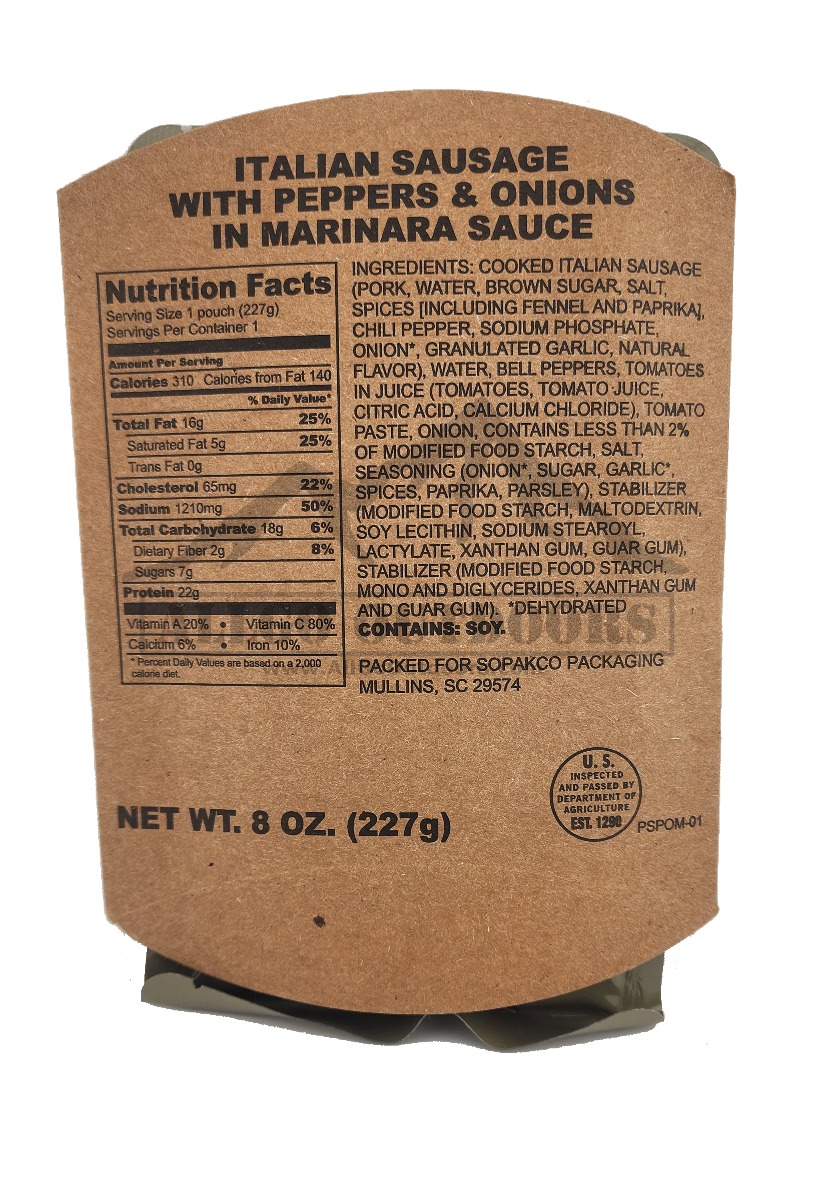 ITALIAN SAUSAGE
WITH PEPPERS & ONIONS
IN MARINARA SAUCE
Nutrition Facts
Serving Size 1 pouch (227g)
Servings Per Container 1
Amount Per Serving
Calories 310 Calories from Fat 140
% Daily Value*
Total Fat 16g 25%
Saturated Fat 5g 25%
Trans Fat 0g
Cholesterol 65mg 22%
Sodium 1210mg 50%
Total Carbohydrate 18g 6%
Dietary Fiber 2g 8%
Sugars 7g
Protein 22g
Vitamin A 20% • Vitamin C 80%
Calcium 6% • Iron 10%
* Percent Daily Values are based on a 2,000
calorie diet.
INGREDIENTS: COOKED ITALIAN SAUSAGE
(PORK, WATER, BROWN SUGAR, SALT,
SPICES [INCLUDING FENNEL AND PAPRIKA],
CHILI PEPPER, SODIUM PHOSPHATE,
ONION*, GRANULATED GARLIC, NATURAL
FLAVOR), WATER, BELL PEPPERS, TOMATOES
IN JUICE (TOMATOES, TOMATO JUICE,
CITRIC ACID, CALCIUM CHLORIDE), TOMATO
PASTE, ONION, CONTAINS LESS THAN 2%
OF MODIFIED FOOD STARCH, SALT,
SEASONING (ONION*, SUGAR, GARLIC*,
SPICES, PAPRIKA, PARSLEY), STABILIZER
(MODIFIED FOOD STARCH, MALTODEXTRIN,
SOY LECITHIN, SODIUM STEAROYL,
LACTYLATE, XANTHAN GUM, GUAR GUM),
STABILIZER (MODIFIED FOOD STARCH,
MONO AND DIGLYCERIDES, XANTHAN GUM
AND GUAR GUM). *DEHYDRATED
CONTAINS: SOY.
PACKED FOR SOPAKCO PACKAGING
MULLINS, SC 29574
U. S.
INSPECTED
AND PASSED BY
DEPARTMENT OF
AGRICULTURE
EST. 1290
PSPOM-01
NET WT. 8 OZ. (227g)